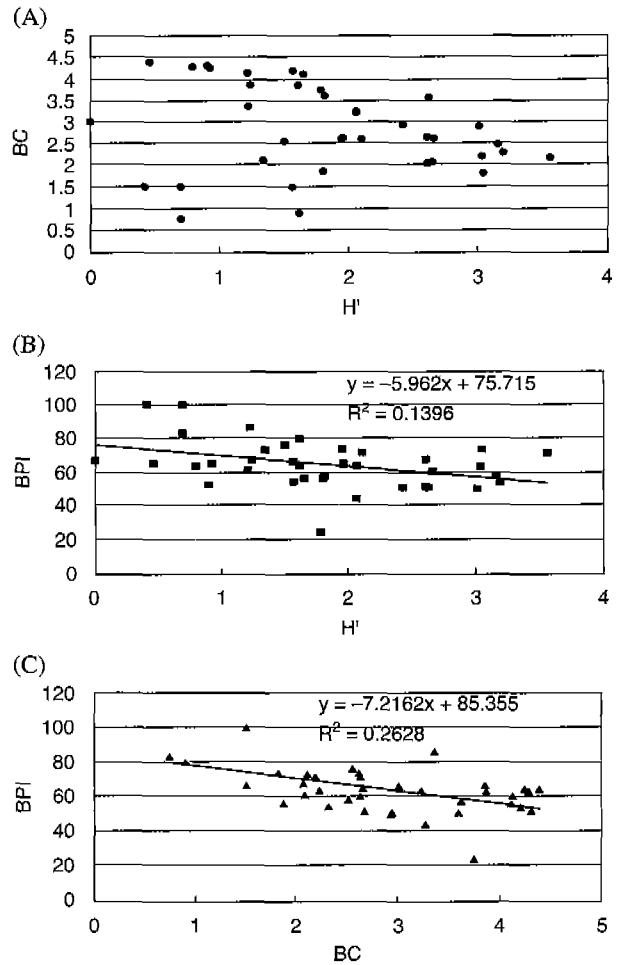 (A)
5
4.5
4
3.5
3
2.5
2
1.5
1
0.5
0
BC
0 1 2 3 4
H'
(B)
y = −5.962x + 75.715
R² = 0.1396
120
100
80
60
40
20
0
BPI
0 1 2 3 4
H'
(C)
y = −7.2162x + 85.355
R² = 0.2628
120
100
80
60
40
20
0
BPI
0 1 2 3 4 5
BC